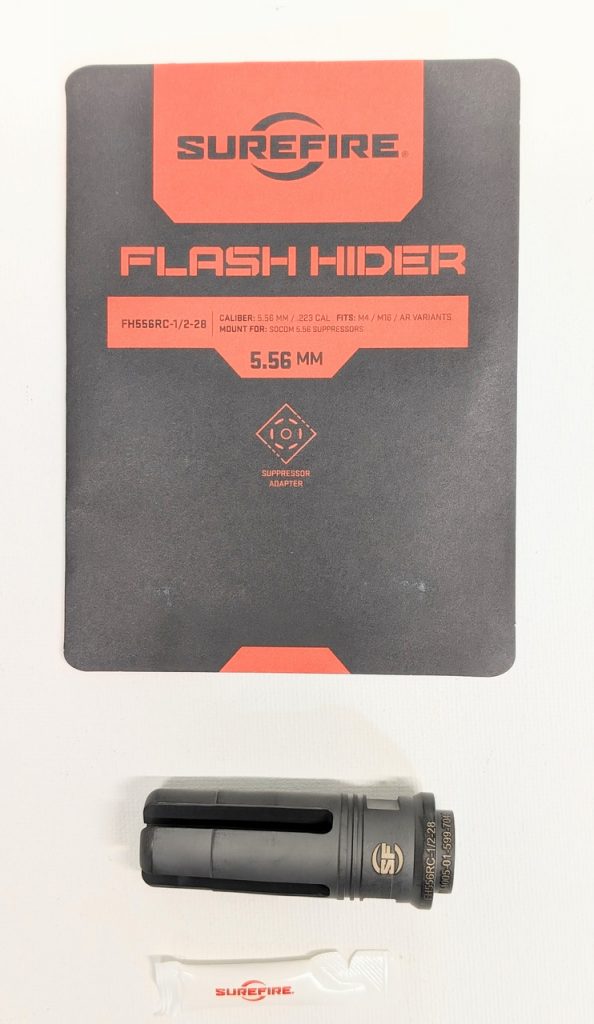 SUREFIRE®
FLASH HIDER
FH556RC-1/2-28
CALIBER: 5.56 MM / .223 CAL FITS: M4 / M16 / AR VARIANTS
MOUNT FOR: SOCOM 5.56 SUPPRESSORS
5.56 MM
SUPPRESSOR
ADAPTER
SF
FH556RC-1/2-28
SUREFIRE